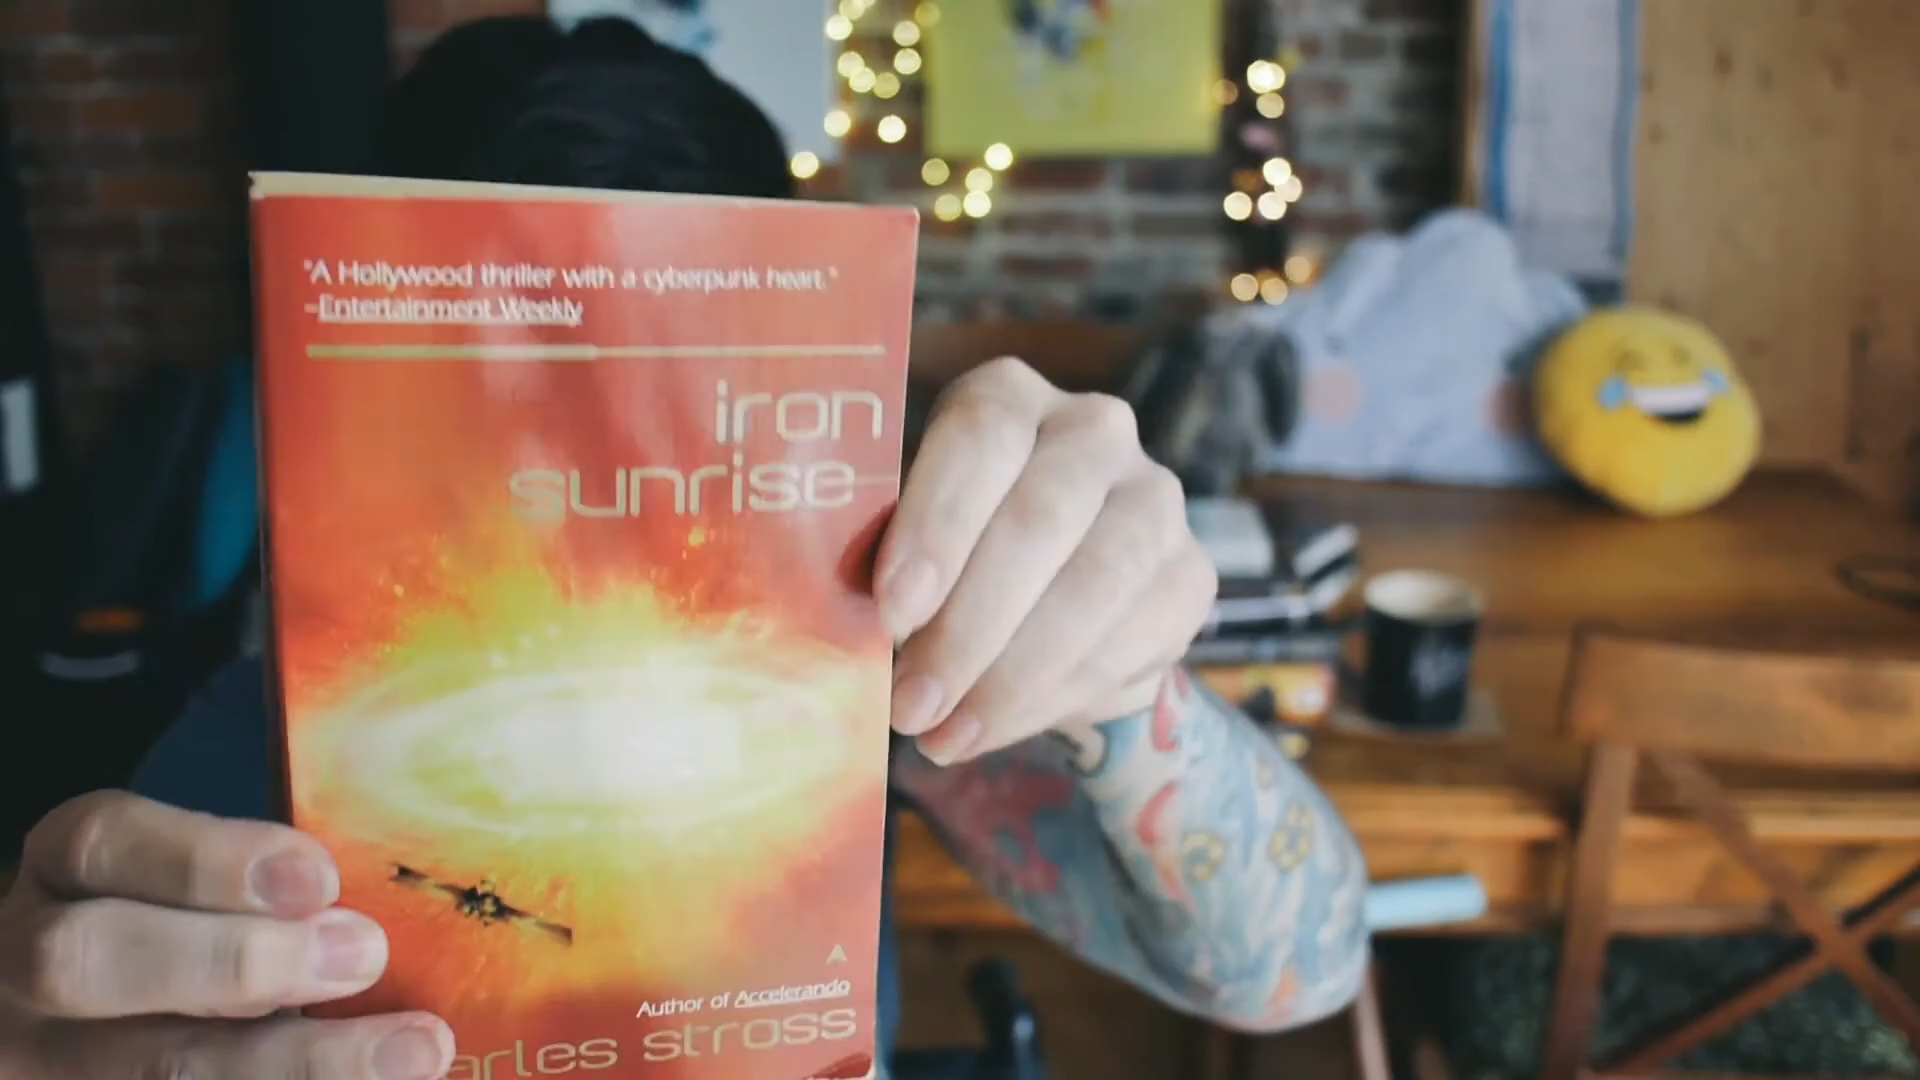 "A Hollywood thriller with a cyberpunk heart."
–Entertainment Weekly
iron
sunrise
A
Author of Accelerando
arles stross